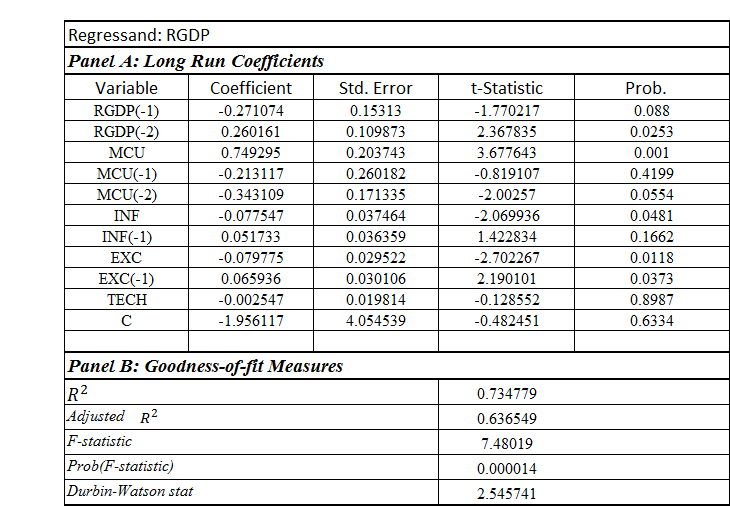 Regressand: RGDP
Panel A: Long Run Coefficients
Variable Coefficient Std. Error t-Statistic Prob.
RGDP(-1) -0.271074 0.15313 -1.770217 0.088
RGDP(-2) 0.260161 0.109873 2.367835 0.0253
MCU 0.749295 0.203743 3.677643 0.001
MCU(-1) -0.213117 0.260182 -0.819107 0.4199
MCU(-2) -0.343109 0.171335 -2.00257 0.0554
INF -0.077547 0.037464 -2.069936 0.0481
INF(-1) 0.051733 0.036359 1.422834 0.1662
EXC -0.079775 0.029522 -2.702267 0.0118
EXC(-1) 0.065936 0.030106 2.190101 0.0373
TECH -0.002547 0.019814 -0.128552 0.8987
C -1.956117 4.054539 -0.482451 0.6334
Panel B: Goodness-of-fit Measures
R² 0.734779
Adjusted R² 0.636549
F-statistic 7.48019
Prob(F-statistic) 0.000014
Durbin-Watson stat 2.545741